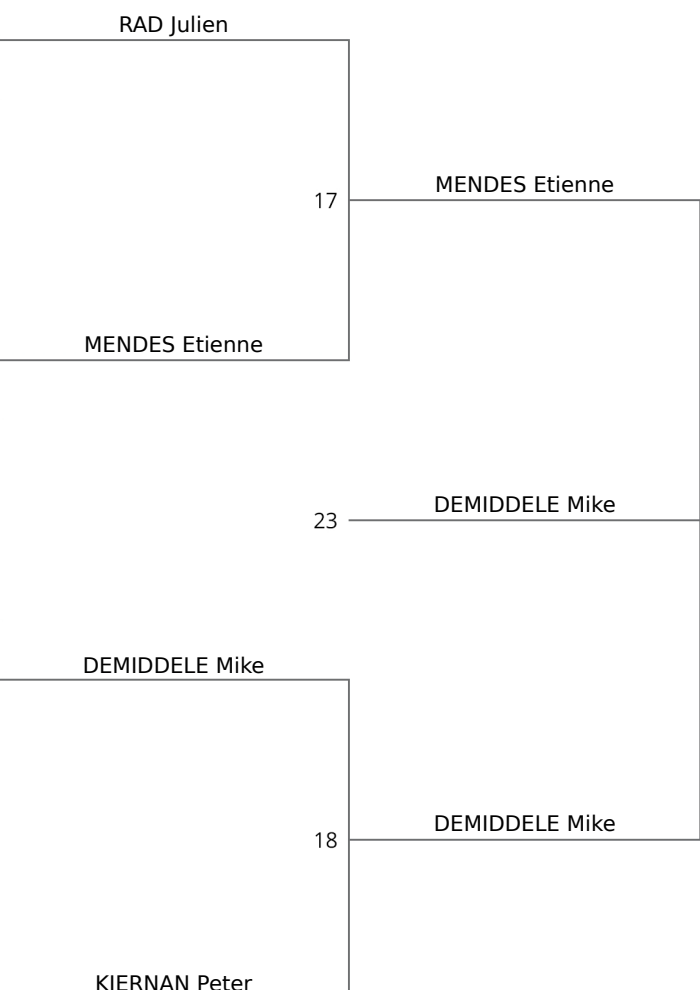 RAD Julien
17
MENDES Etienne
MENDES Etienne
23
DEMIDDELE Mike
DEMIDDELE Mike
18
DEMIDDELE Mike
KIERNAN Peter